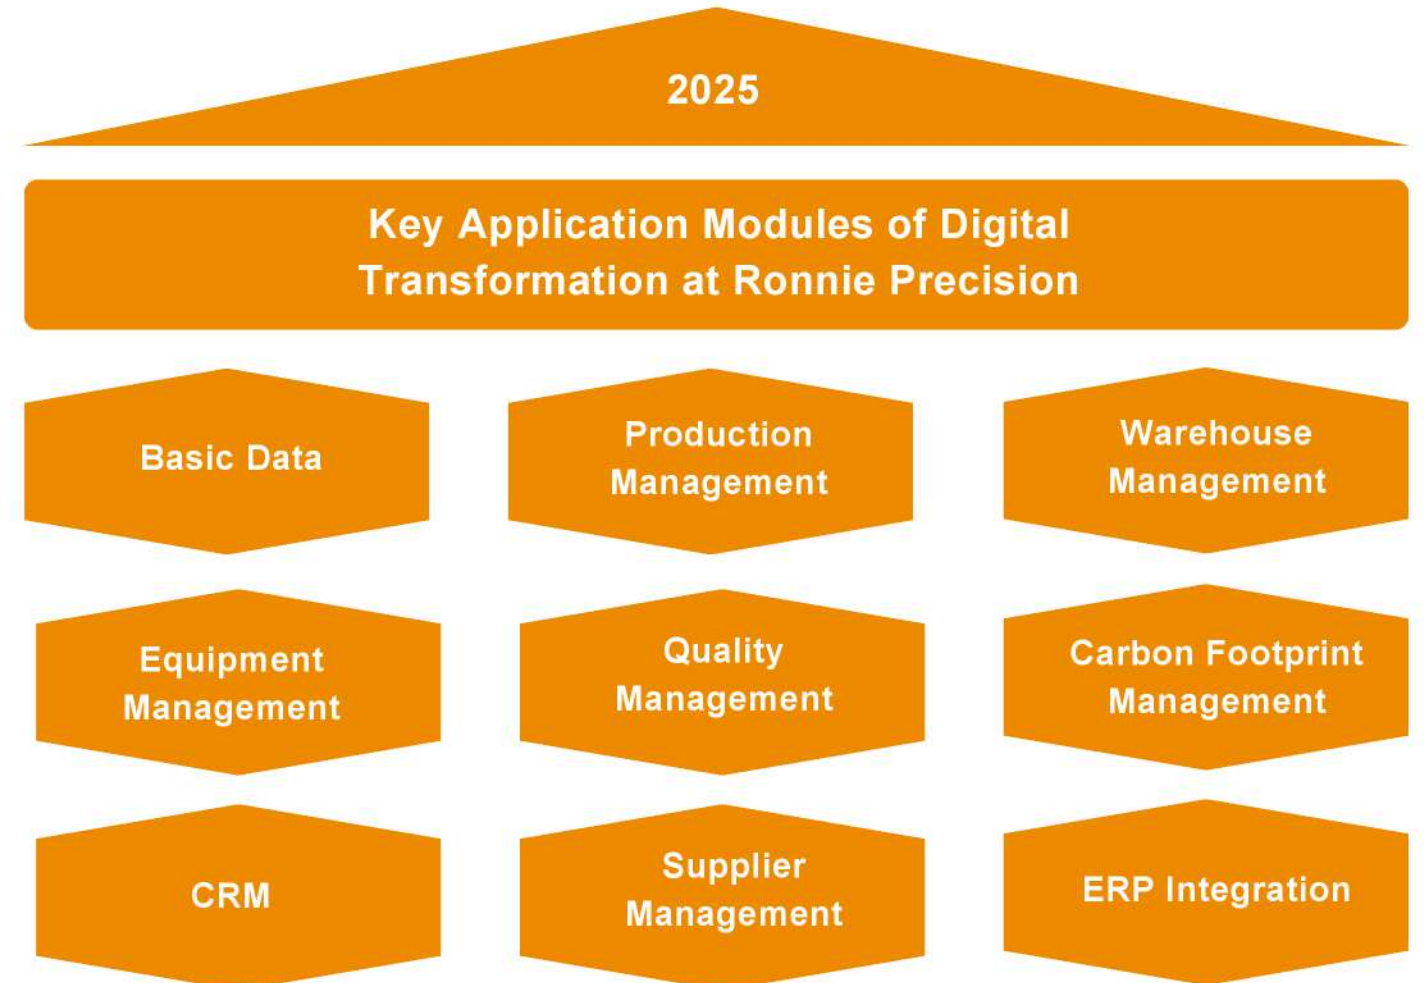 2025
Key Application Modules of Digital
Transformation at Ronnie Precision
Basic Data
Production
Management
Warehouse
Management
Equipment
Management
Quality
Management
Carbon Footprint
Management
CRM
Supplier
Management
ERP Integration